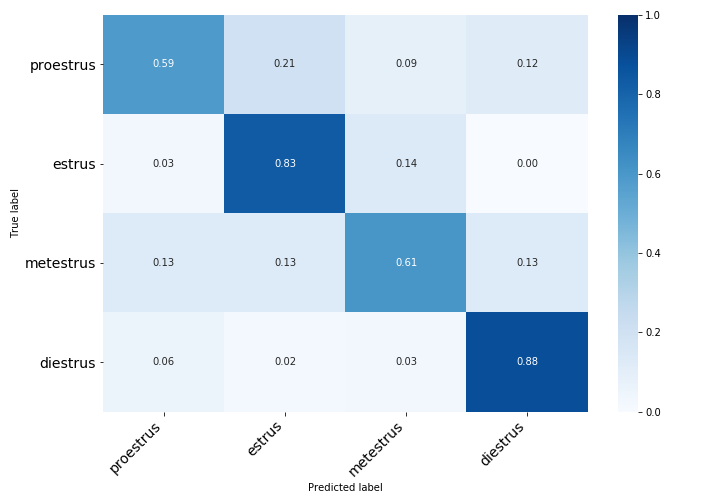 proestrus 0.59 0.21 0.09 0.12
estrus 0.03 0.83 0.14 0.00
metestrus 0.13 0.13 0.61 0.13
diestrus 0.06 0.02 0.03 0.88
True label
proestrus estrus metestrus diestrus
Predicted label
1.0
0.8
0.6
0.4
0.2
0.0